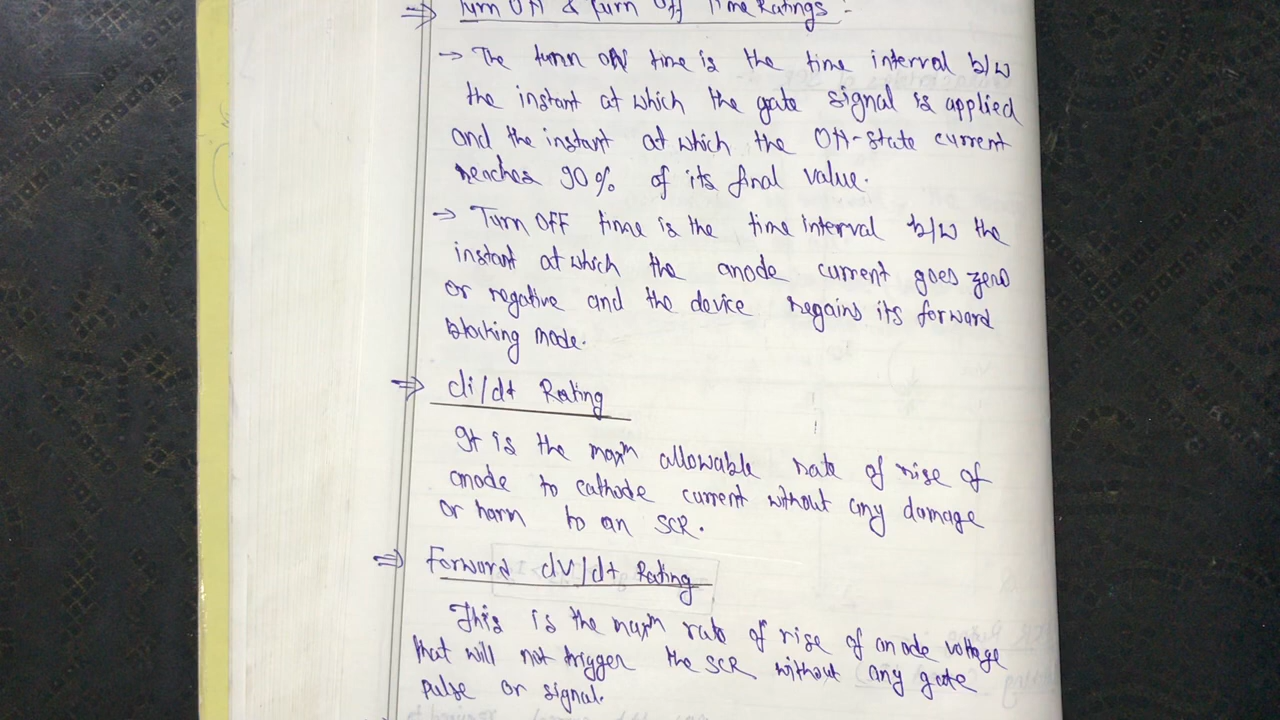 ⇒ Turn ON & Turn Off Time Ratings :-
→ The turn ON time is the time interval b/w
the instant at which the gate signal is applied
and the instant at which the ON-state current
reaches 90% of its final value.
→ Turn OFF time is the time interval b/w the
instant at which the anode current goes zero
or negative and the device regains its forward
blocking mode.
⇒ di/dt Rating
It is the maxm allowable rate of rise of
anode to cathode current without any damage
or harm to an SCR.
⇒ Forward dV/dt Rating
This is the maxm rate of rise of anode voltage
that will not trigger the SCR without any gate
pulse or signal.